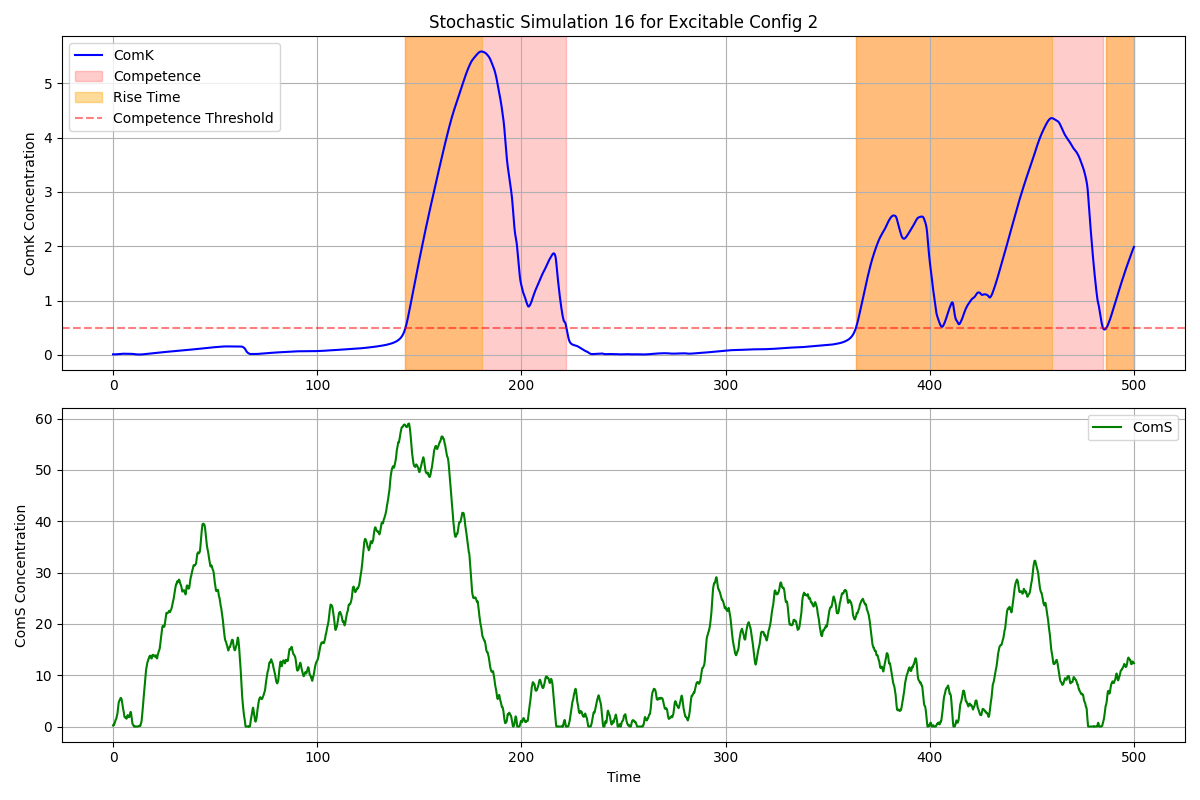 Stochastic Simulation 16 for Excitable Config 2
ComK
Competence
Rise Time
Competence Threshold
ComK Concentration
5
4
3
2
1
0
0 100 200 300 400 500
ComS
ComS Concentration
60
50
40
30
20
10
0
0 100 200 300 400 500
Time